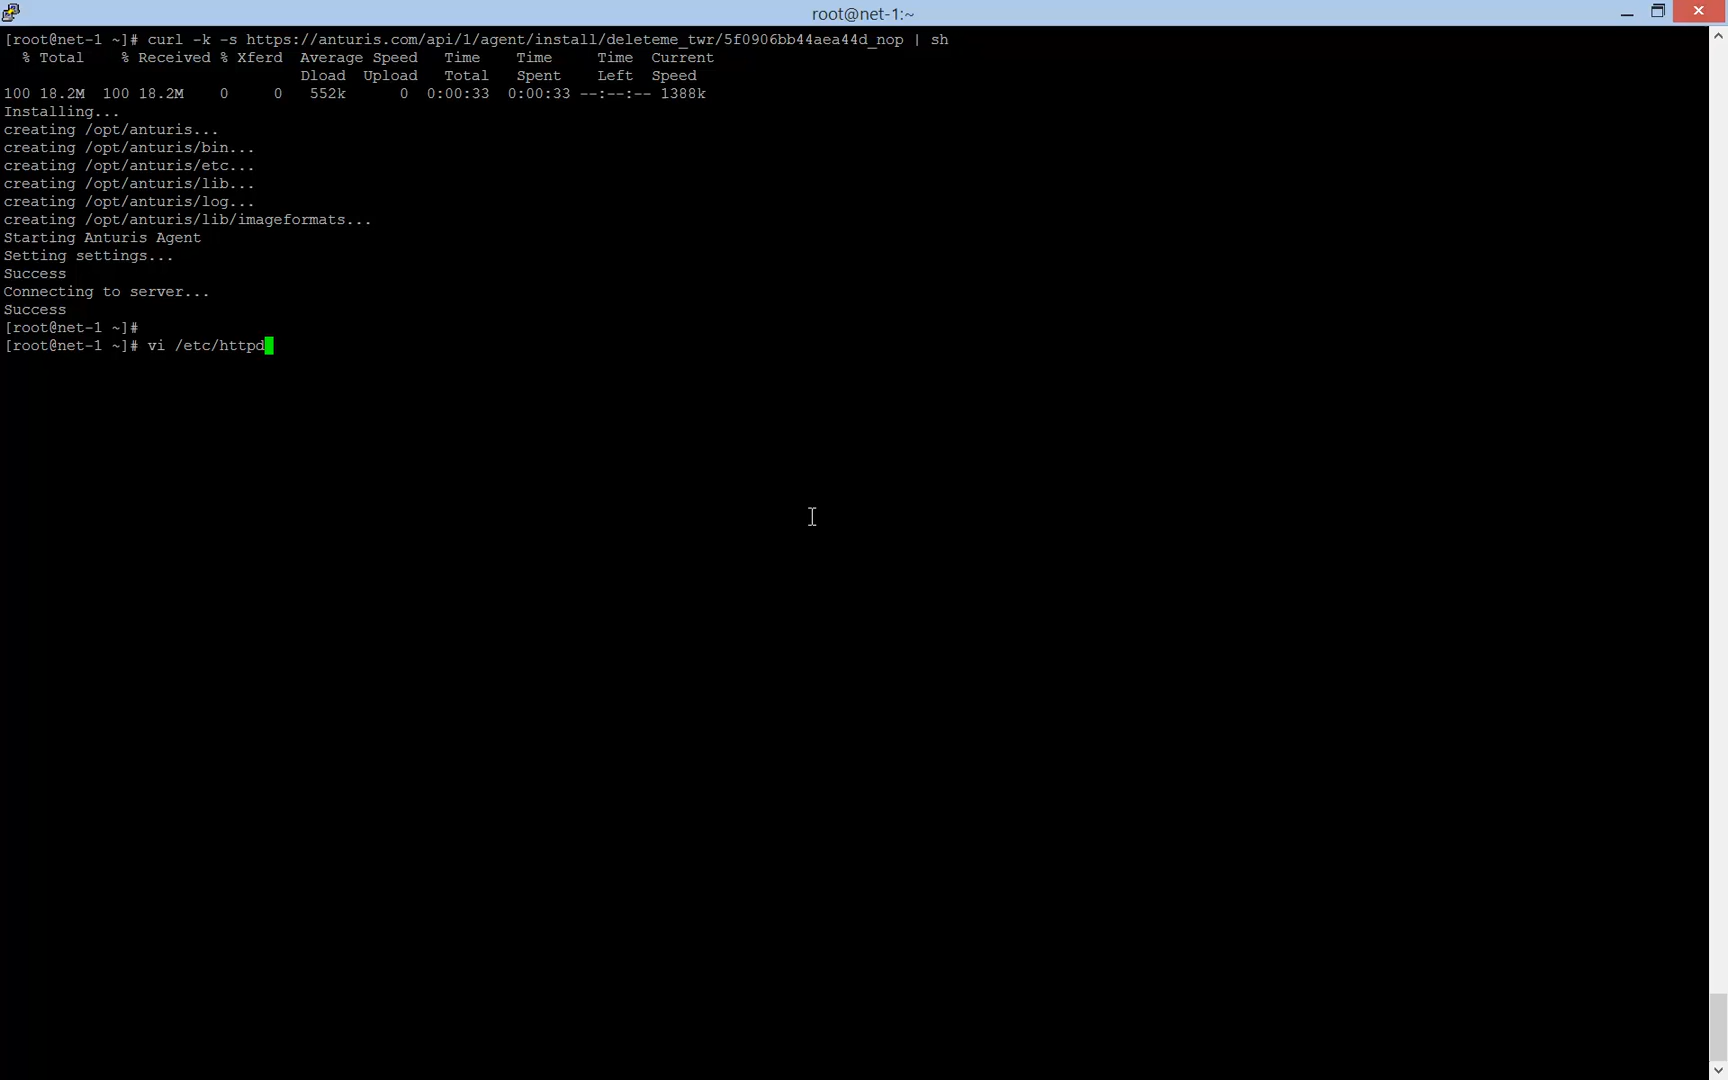 root@net-1:~
[root@net-1 ~]# curl -k -s https://anturis.com/api/1/agent/install/deleteme_twr/5f0906bb44aea44d_nop | sh
  % Total    % Received % Xferd  Average Speed   Time    Time     Time  Current
                                 Dload  Upload   Total   Spent    Left  Speed
100 18.2M  100 18.2M    0     0   552k      0  0:00:33  0:00:33 --:--:-- 1388k
Installing...
creating /opt/anturis...
creating /opt/anturis/bin...
creating /opt/anturis/etc...
creating /opt/anturis/lib...
creating /opt/anturis/log...
creating /opt/anturis/lib/imageformats...
Starting Anturis Agent
Setting settings...
Success
Connecting to server...
Success
[root@net-1 ~]#
[root@net-1 ~]# vi /etc/httpd